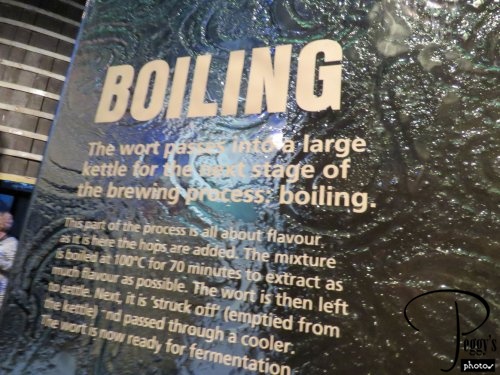 BOILING
The wort passes into a large
kettle for the next stage of
the brewing process; boiling.
This part of the process is all about flavour,
as it is here the hops are added. The mixture
is boiled at 100°C for 70 minutes to extract as
much flavour as possible. The wort is then left
to settle. Next, it is 'struck off' (emptied from
the kettle) and passed through a cooler.
The wort is now ready for fermentation
Peggy's
photos